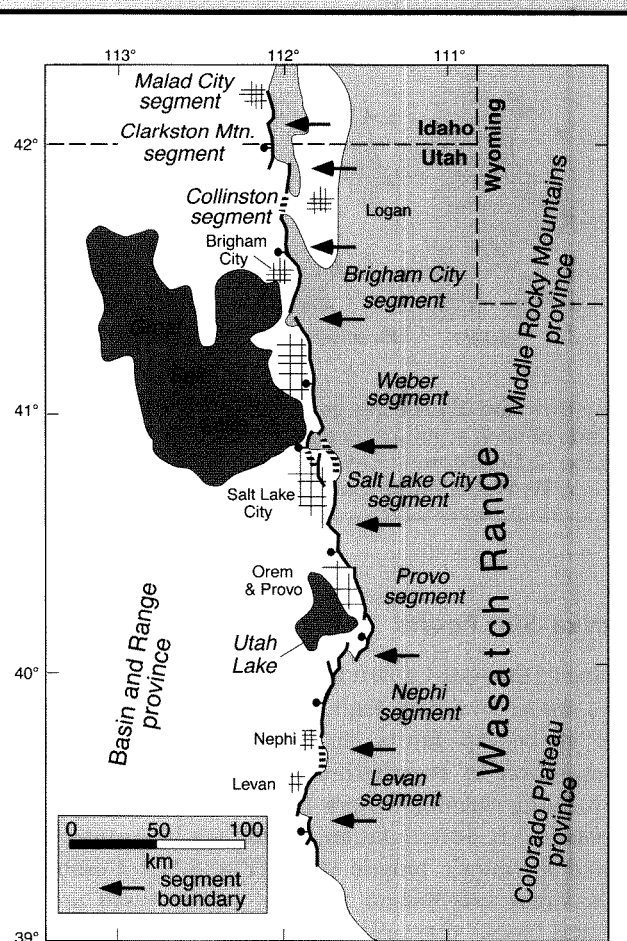 113°
112°
111°
Malad City
segment
42°
Clarkston Mtn.
segment
Idaho
Utah
Wyoming
Collinston
segment
Logan
Brigham
City
Brigham City
segment
Middle Rocky Mountains
province
Great
Salt
Lake
41°
Weber
segment
Salt Lake
City
Salt Lake City
segment
Wasatch Range
Orem
& Provo
Provo
segment
Utah
Lake
40°
Basin and Range
province
Nephi
segment
Nephi
Levan
Levan
segment
Colorado Plateau
province
0 50 100
km
segment
boundary
39°